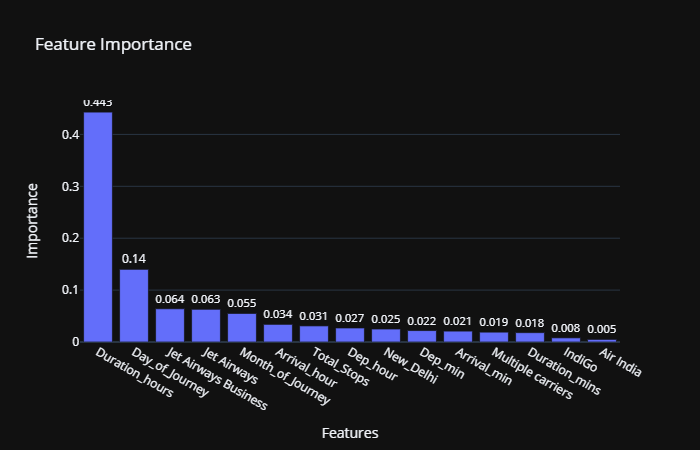 Feature Importance
0.443
0.4
0.3
0.2
0.1
0
Importance
0.14
0.064
0.063
0.055
0.034
0.031
0.027
0.025
0.022
0.021
0.019
0.018
0.008
0.005
Duration_hours
Day_of_Journey
Jet Airways Business
Jet Airways
Month_of_Journey
Arrival_hour
Total_Stops
Dep_hour
New_Delhi
Dep_min
Arrival_min
Multiple carriers
Duration_mins
IndiGo
Air India
Features